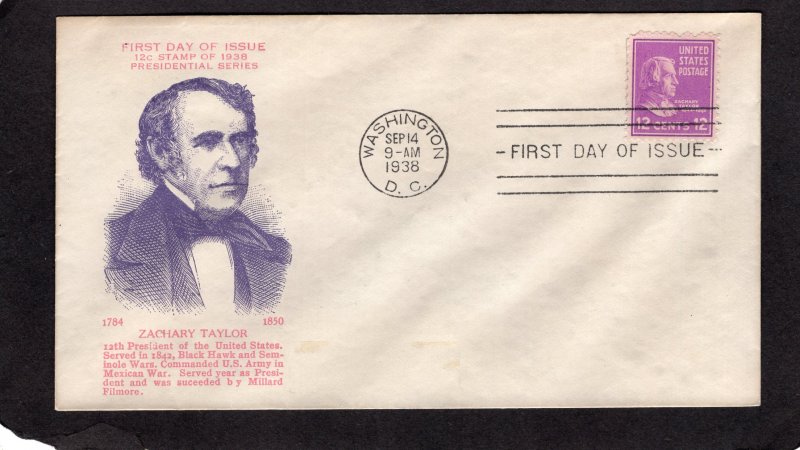 FIRST DAY OF ISSUE
12c STAMP OF 1938
PRESIDENTIAL SERIES
1784 1850
ZACHARY TAYLOR
12th President of the United States.
Served in 1842, Black Hawk and Sem-
inole Wars. Commanded U.S. Army in
Mexican War. Served year as Presi-
dent and was suceeded by Millard
Filmore.
WASHINGTON
SEP 14
9-AM
1938
D. C.
UNITED
STATES
POSTAGE
ZACHARY
TAYLOR
12 CENTS 12
- FIRST DAY OF ISSUE -